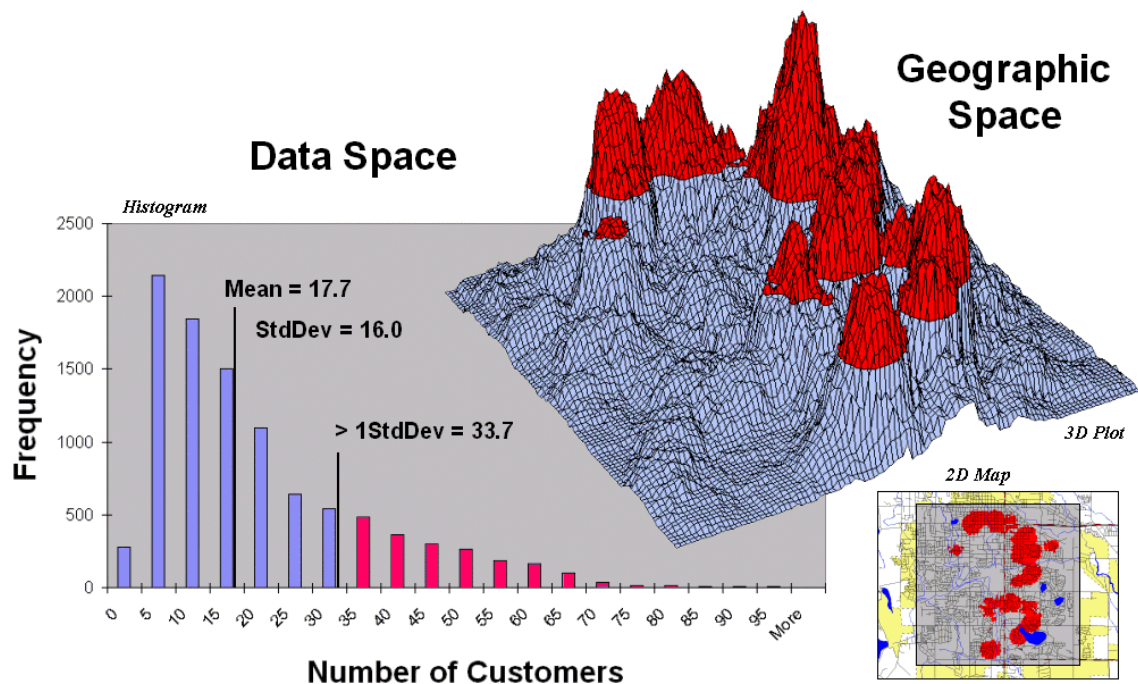 Geographic
Space
Data Space
Histogram
2500
2000
1500
1000
500
0
Frequency
Mean = 17.7
StdDev = 16.0
> 1StdDev = 33.7
3D Plot
2D Map
0
5
10
15
20
25
30
35
40
45
50
55
60
65
70
75
80
85
90
95
More
Number of Customers